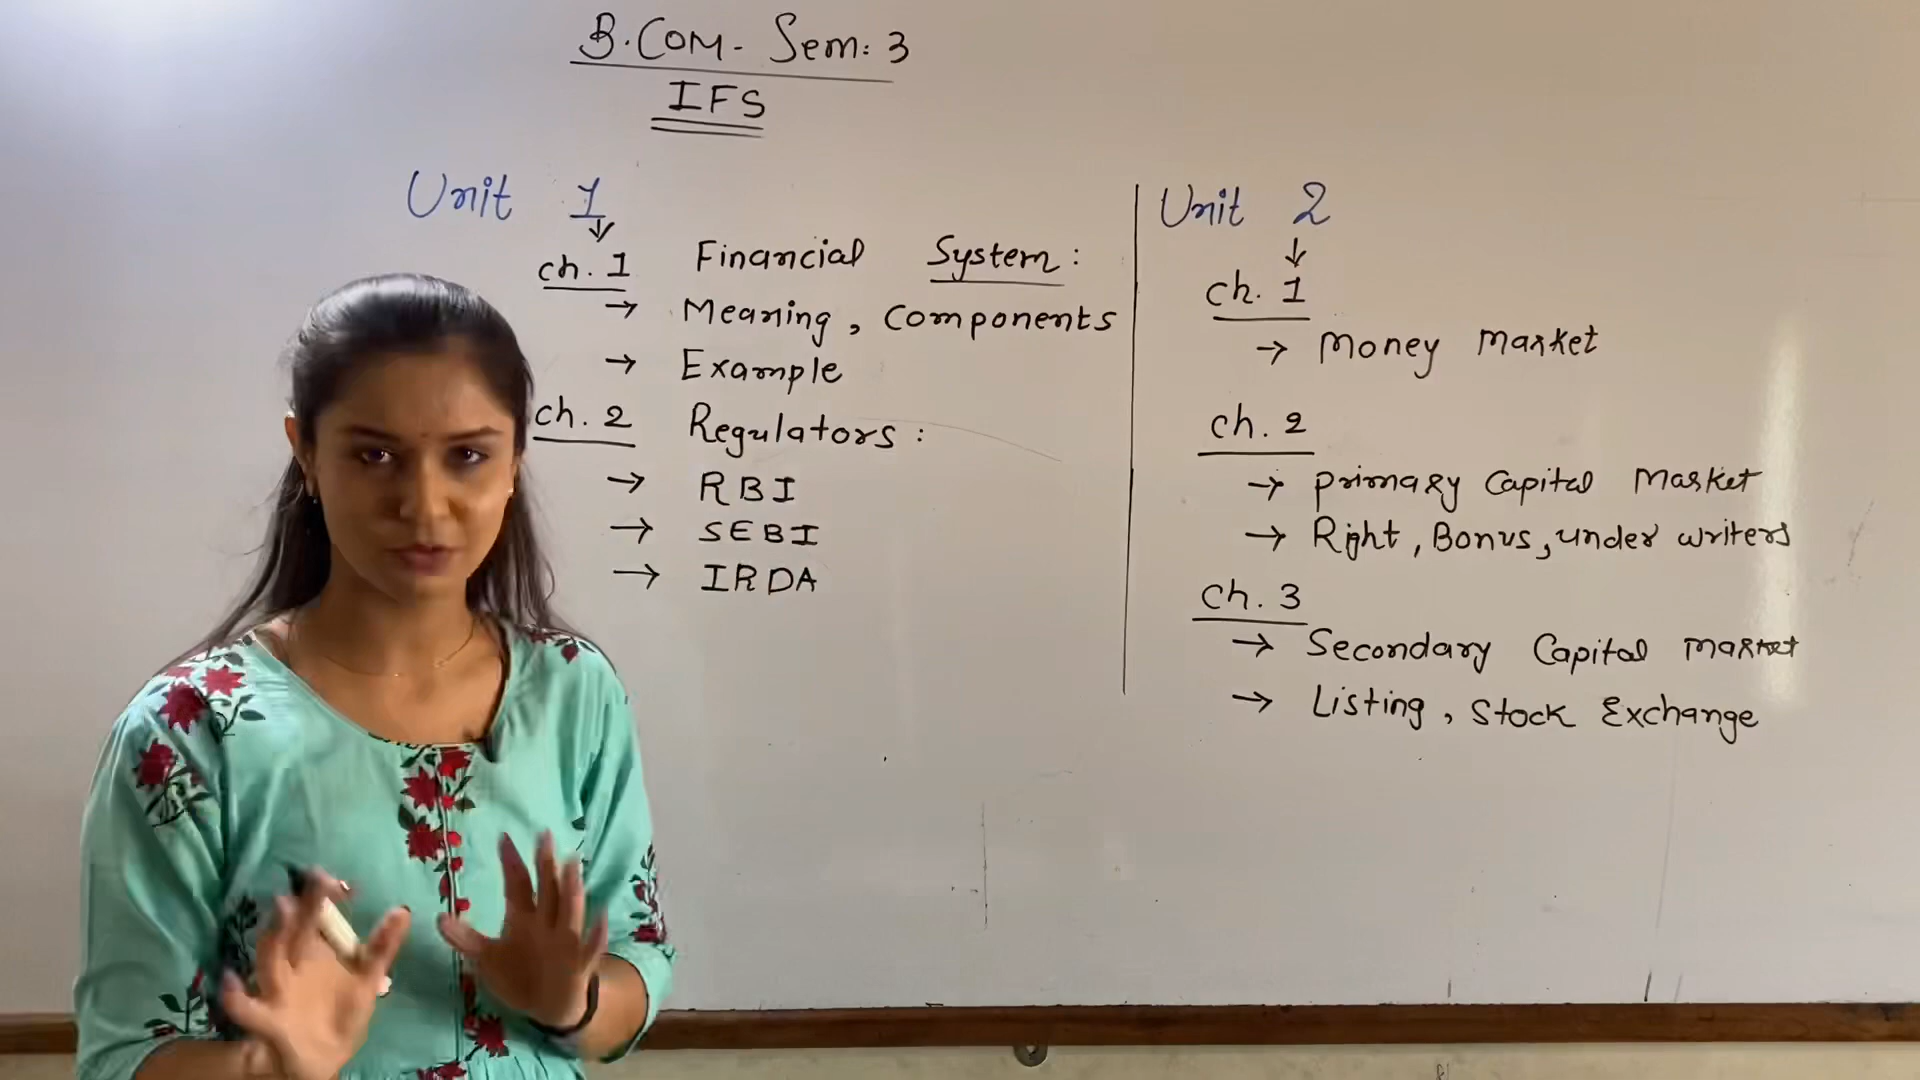 B.COM. Sem: 3
IFS
Unit 1
ch. 1 Financial System:
→ Meaning, Components
→ Example
ch. 2 Regulators:
→ RBI
→ SEBI
→ IRDA
Unit 2
ch. 1
→ Money Market
ch. 2
→ Primary Capital Market
→ Right, Bonus, under writers
ch. 3
→ Secondary Capital Market
→ Listing, Stock Exchange